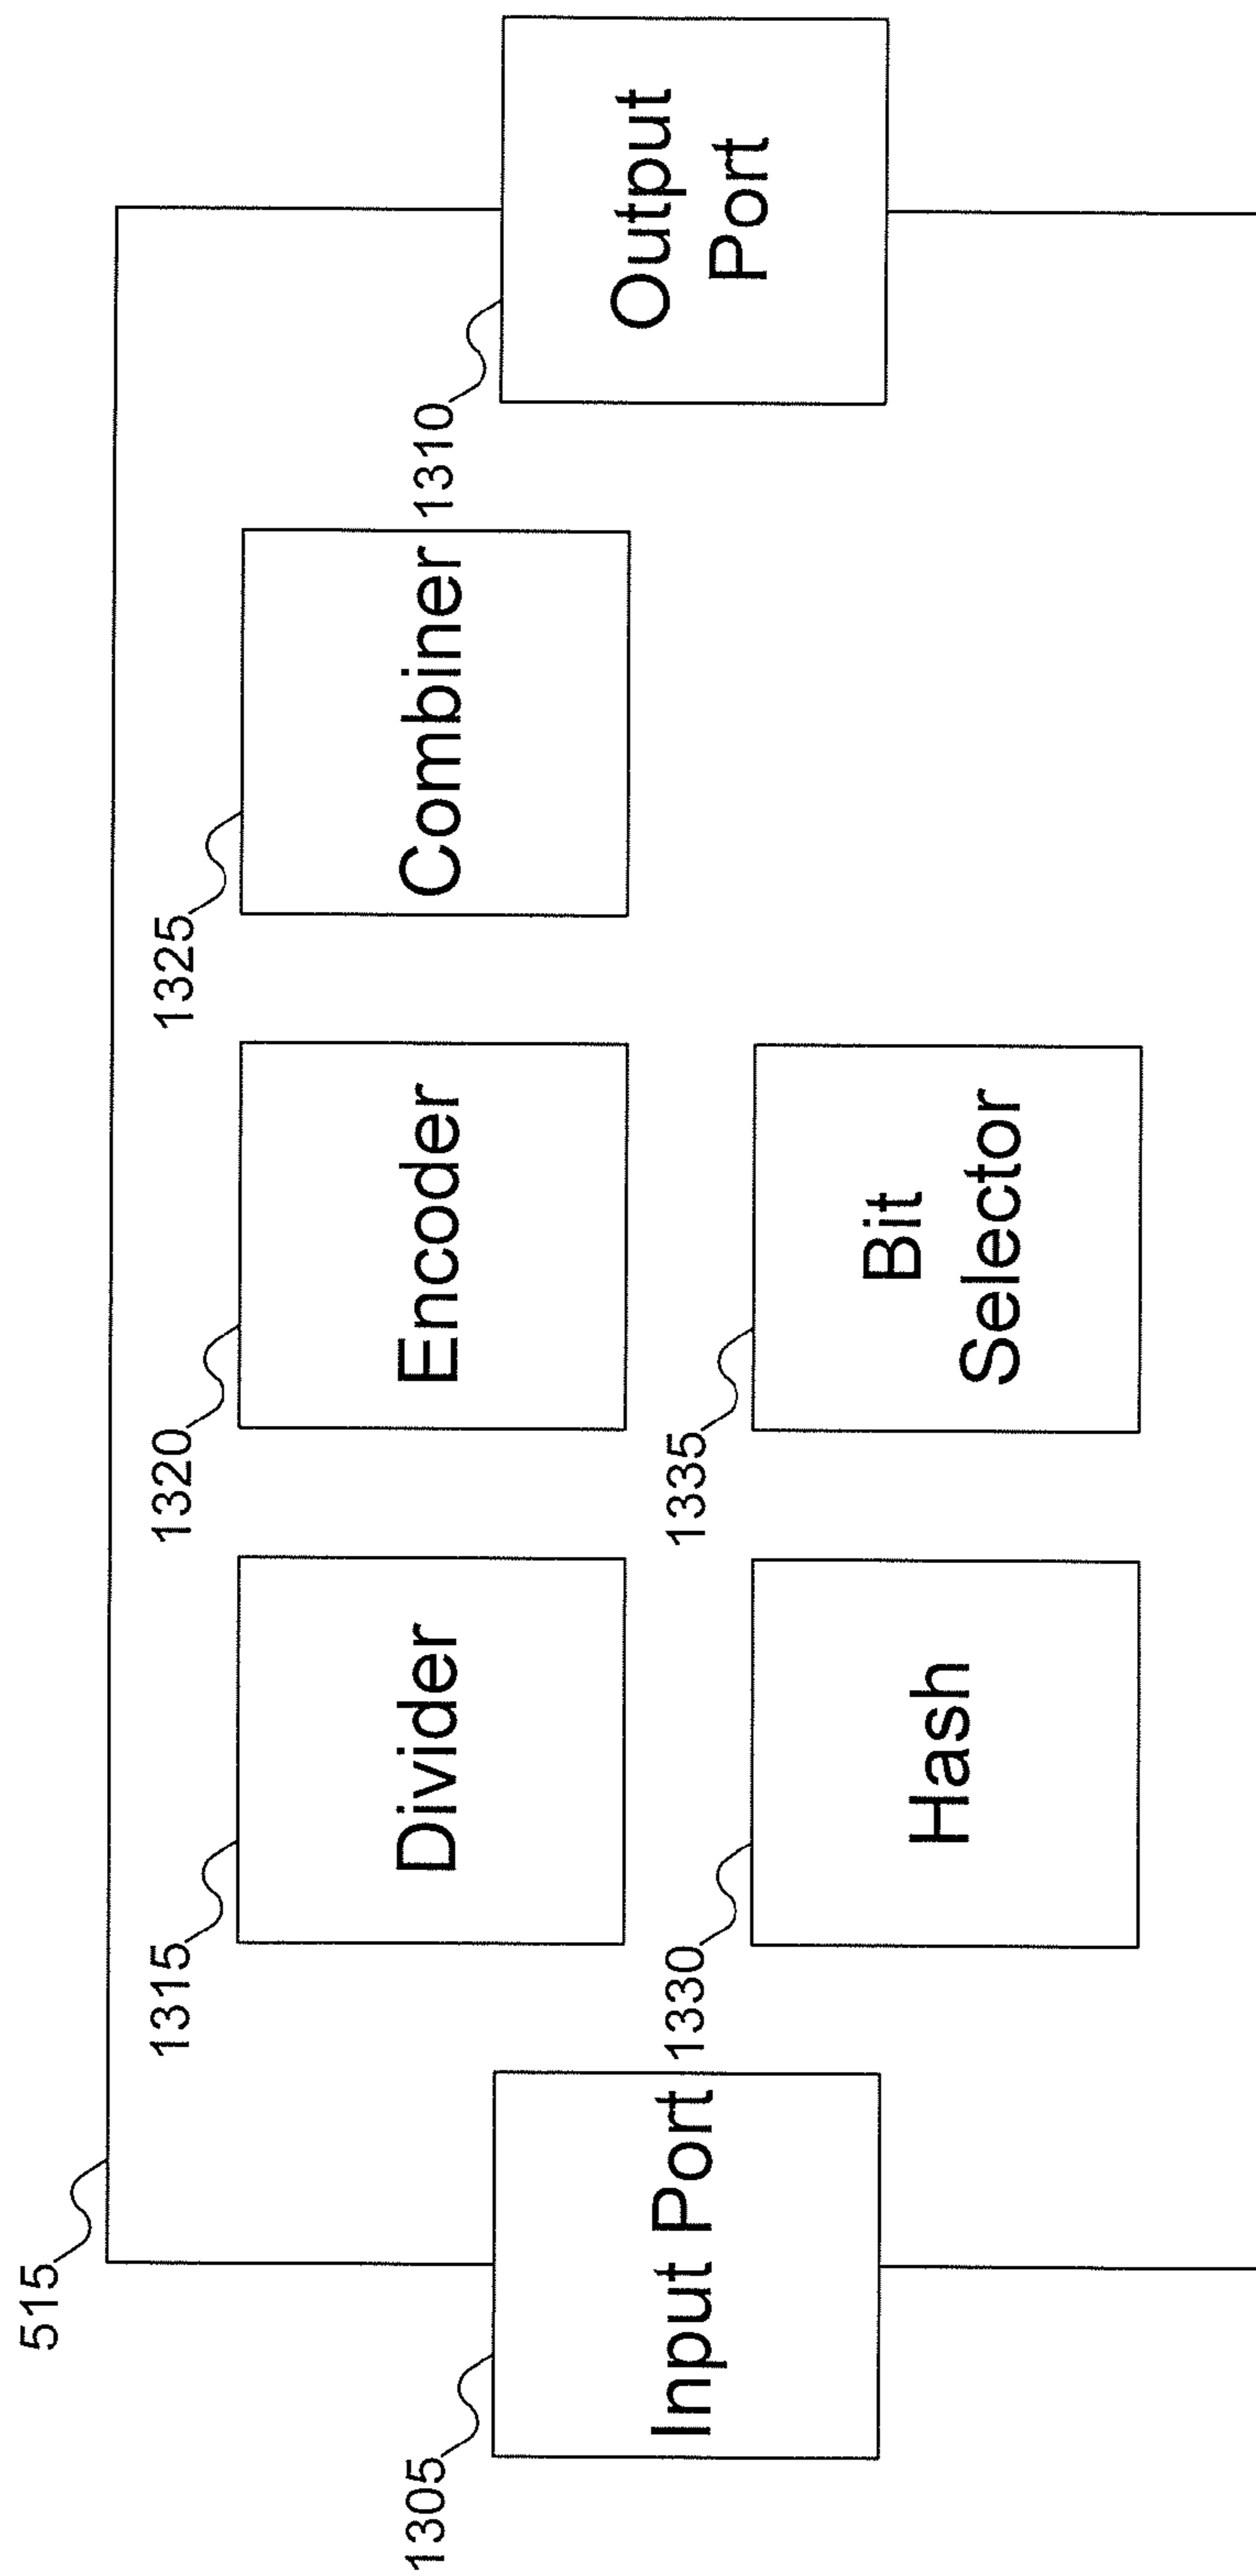 515
1305
Input Port
1315
Divider
1320
Encoder
1325
Combiner
1310
Output
Port
1330
Hash
1335
Bit
Selector